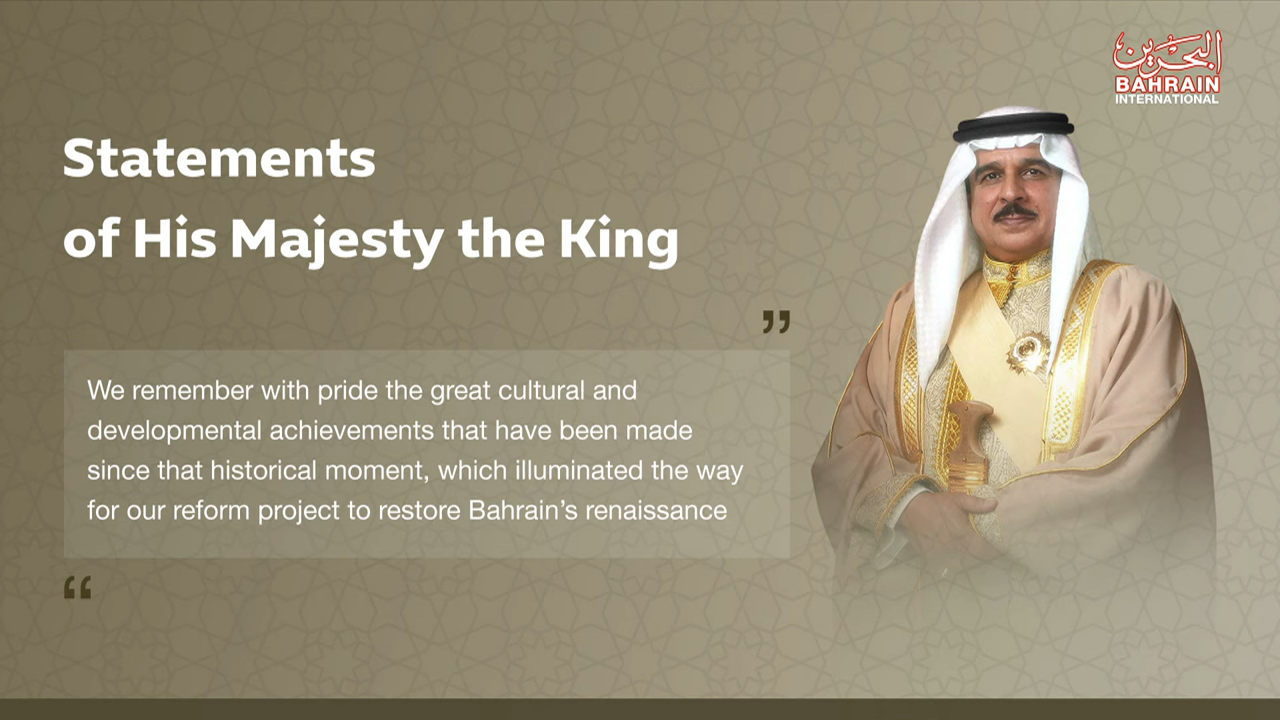 البحرين
BAHRAIN
INTERNATIONAL
Statements
of His Majesty the King
”
We remember with pride the great cultural and
developmental achievements that have been made
since that historical moment, which illuminated the way
for our reform project to restore Bahrain’s renaissance
“